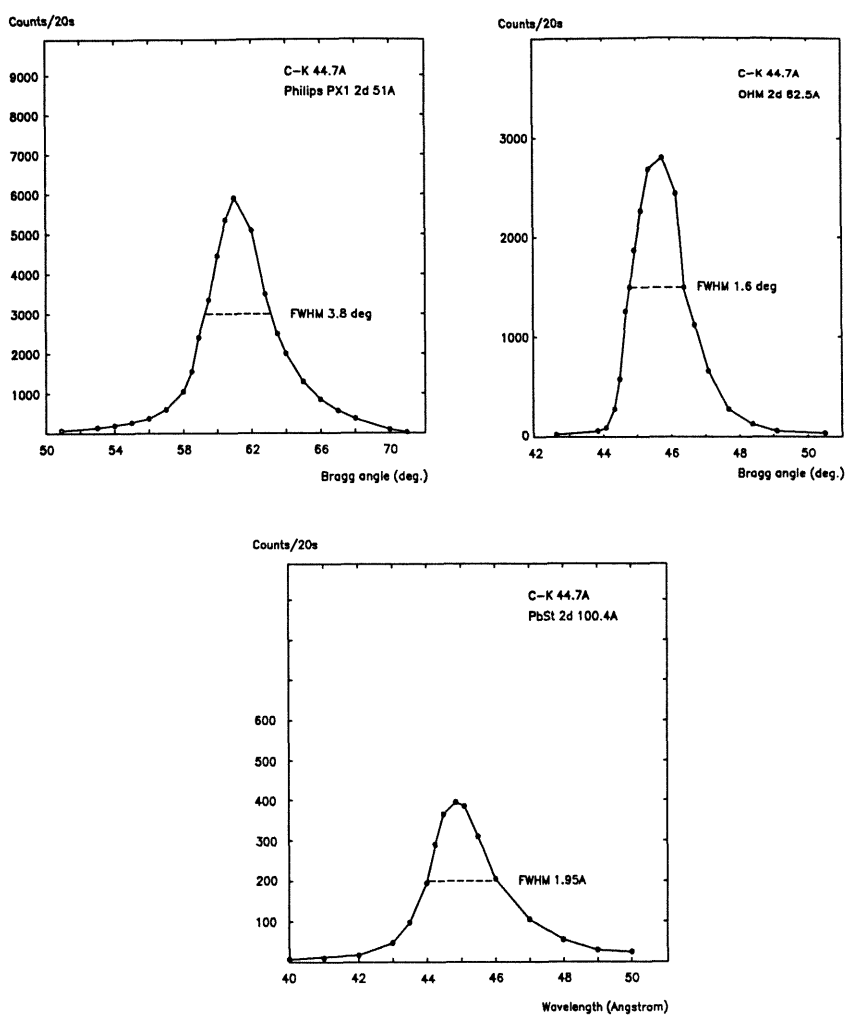 Counts/20s
C-K 44.7A
Philips PX1 2d 51A
9000
8000
7000
6000
5000
4000
3000
2000
1000
FWHM 3.8 deg
50 54 58 62 66 70
Bragg angle (deg.)
Counts/20s
C-K 44.7A
OHM 2d 62.5A
3000
2000
1000
0
FWHM 1.6 deg
42 44 46 48 50
Bragg angle (deg.)
Counts/20s
C-K 44.7A
PbSt 2d 100.4A
600
500
400
300
200
100
FWHM 1.95A
40 42 44 46 48 50
Wavelength (Angstrom)